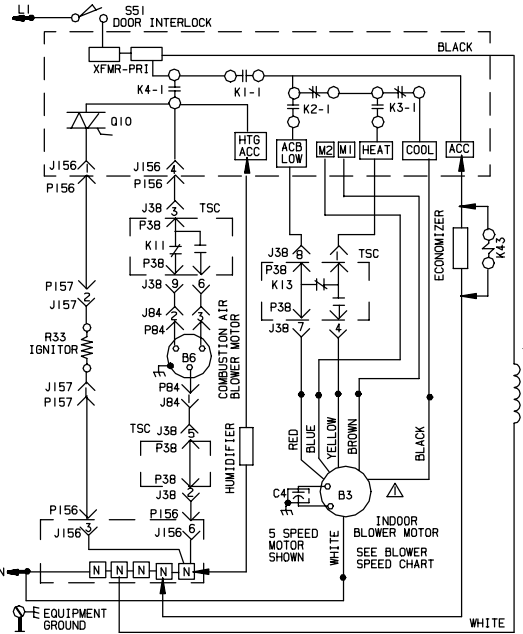 L1
S51
DOOR INTERLOCK
BLACK
XFMR-PRI
K4-1
K1-1
K2-1
K3-1
Q10
HTG
ACC
ACB
LOW
M2
M1
HEAT
COOL
ACC
J156
1
P156
J156
4
P156
J38
3
TSC
P38
K11
P38
J38
9
6
J84
2
3
P84
B6
COMBUSTION AIR
BLOWER MOTOR
J38
8
1
TSC
P38
K13
P38
J38
7
4
ECONOMIZER
K43
P157
2
J157
R33
IGNITOR
J157
1
P157
P84
1
J84
TSC
J38
5
P38
P38
J38
2
HUMIDIFIER
RED
BLUE
YELLOW
BROWN
BLACK
C4
B3
P156
3
J156
P156
6
J156
5 SPEED
MOTOR
SHOWN
WHITE
INDOOR
BLOWER MOTOR
SEE BLOWER
SPEED CHART
N
N
N
N
N
N
EQUIPMENT
GROUND
WHITE